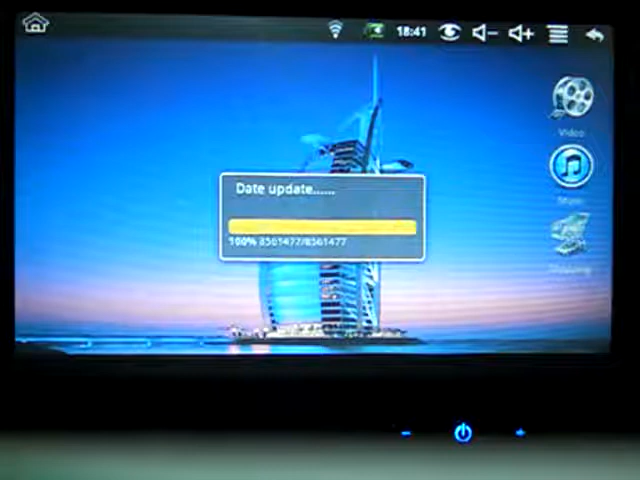 18:41
Video
Date update......
Music
100% 8561477/8561477